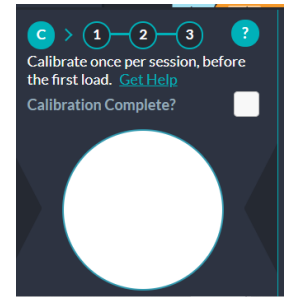 C > 1 2 3 ?
Calibrate once per session, before
the first load. Get Help
Calibration Complete?